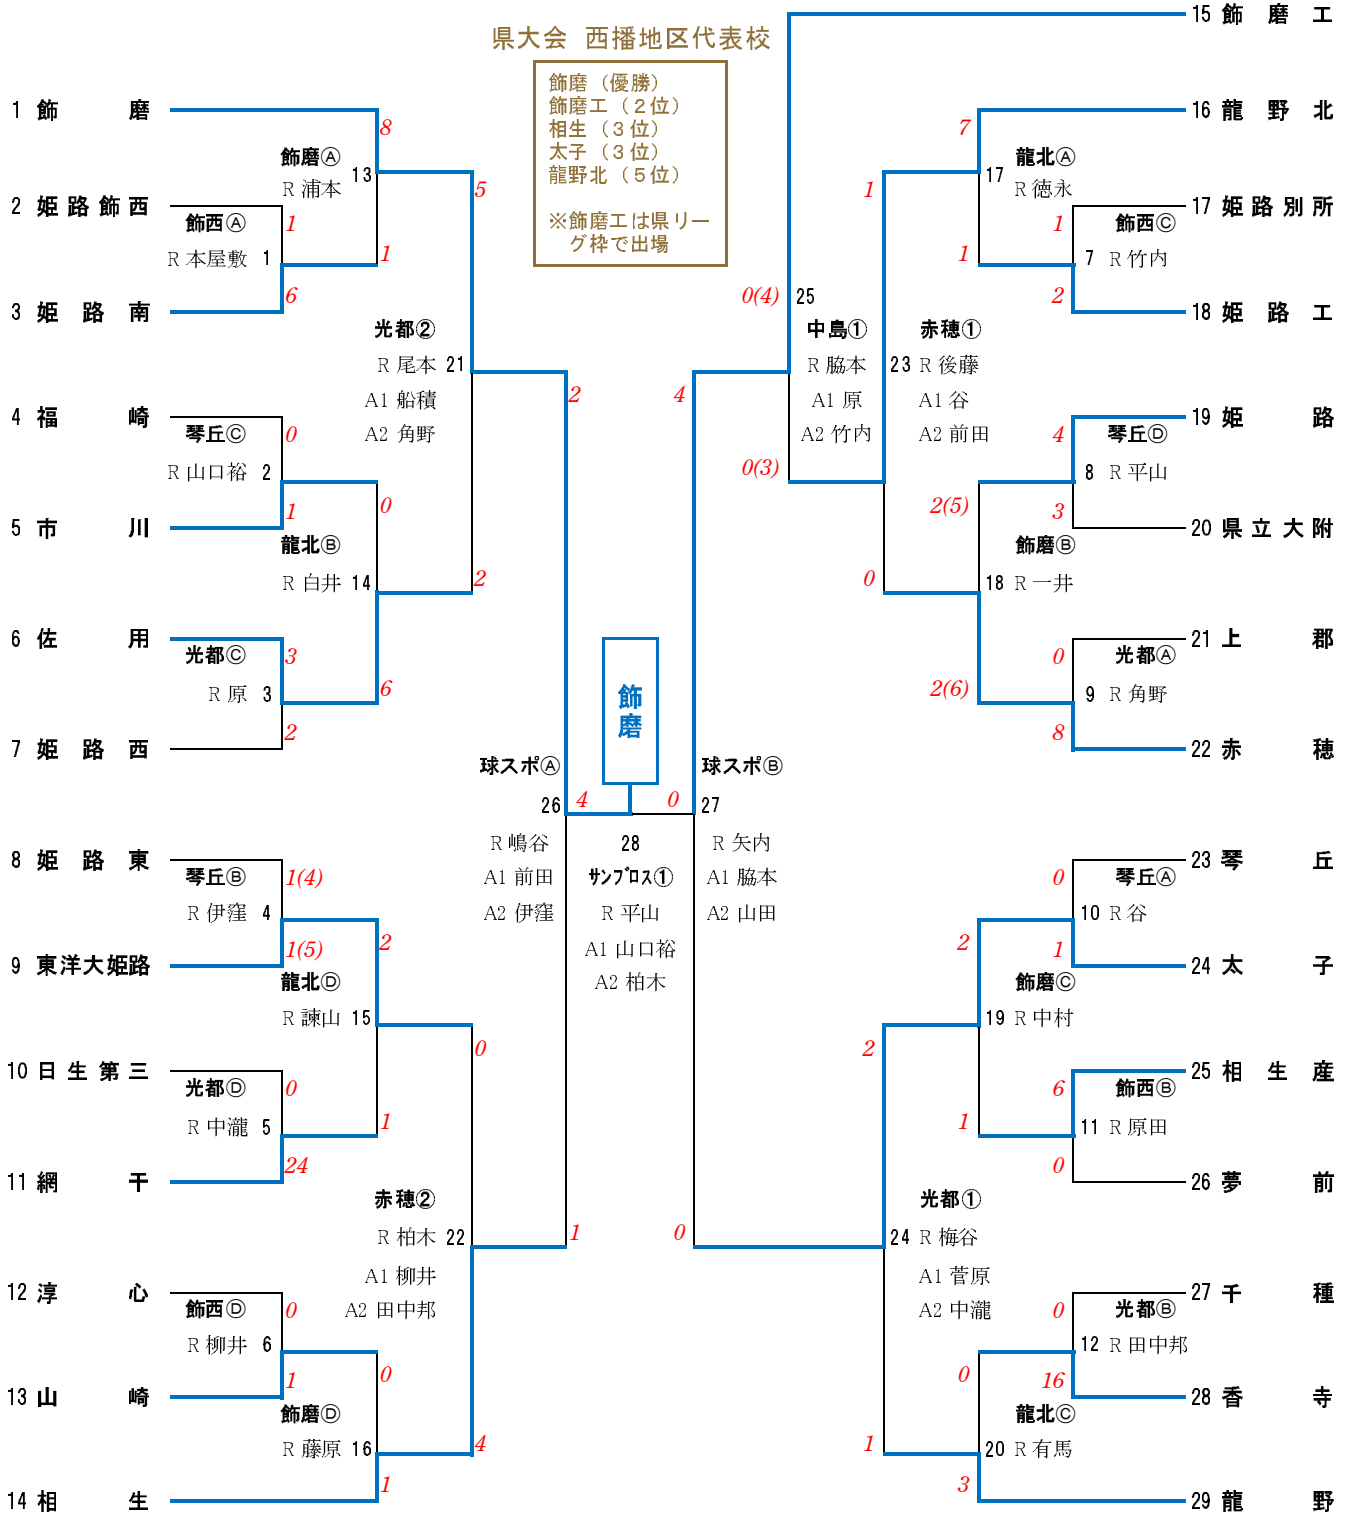 県大会 西播地区代表校
飾磨（優勝）
飾磨工（２位）
相生（３位）
太子（３位）
龍野北（５位）
※飾磨工は県リー
グ枠で出場
1 飾磨
8
飾磨Ⓐ
13
R 浦本
5
2 姫路飾西
飾西Ⓐ
1
R 本屋敷 1
1
6
3 姫路南
光都②
R 尾本 21
A1 船積
A2 角野
2
4 福崎
琴丘Ⓒ
0
R 山口裕 2
1
0
5 市川
龍北Ⓑ
R 白井 14
2
6 佐用
光都Ⓒ
3
R 原 3
6
2
7 姫路西
球スポⒶ
26
4
R 嶋谷
A1 前田
A2 伊窪
8 姫路東
琴丘Ⓑ
1(4)
R 伊窪 4
1(5)
2
9 東洋大姫路
龍北Ⓓ
R 諫山 15
0
10 日生第三
光都Ⓓ
0
R 中瀧 5
1
24
11 網干
赤穂②
R 柏木 22
A1 柳井
A2 田中邦
1
12 淳心
飾西Ⓓ
0
R 柳井 6
1
0
13 山崎
飾磨Ⓓ
R 藤原 16
4
1
14 相生
飾磨
28
サンプロス①
R 平山
A1 山口裕
A2 柏木
15 飾磨工
0(4)
25
中島①
R 脇本
A1 原
A2 竹内
4
0(3)
16 龍野北
7
龍北Ⓐ
17
R 徳永
1
17 姫路別所
1
飾西Ⓒ
7 R 竹内
1
2
18 姫路工
赤穂①
23 R 後藤
A1 谷
A2 前田
19 姫路
4
琴丘Ⓓ
8 R 平山
2(5)
3
20 県立大附
飾磨Ⓑ
18 R 一井
0
21 上郡
0
光都Ⓐ
9 R 角野
2(6)
8
22 赤穂
球スポⒷ
0
27
R 矢内
A1 脇本
A2 山田
23 琴丘
0
琴丘Ⓐ
10 R 谷
2
1
24 太子
飾磨Ⓒ
19 R 中村
2
25 相生産
6
飾西Ⓑ
11 R 原田
1
0
26 夢前
光都①
24 R 梅谷
A1 菅原
A2 中瀧
0
27 千種
0
光都Ⓑ
12 R 田中邦
0
16
28 香寺
龍北Ⓒ
20 R 有馬
1
3
29 龍野